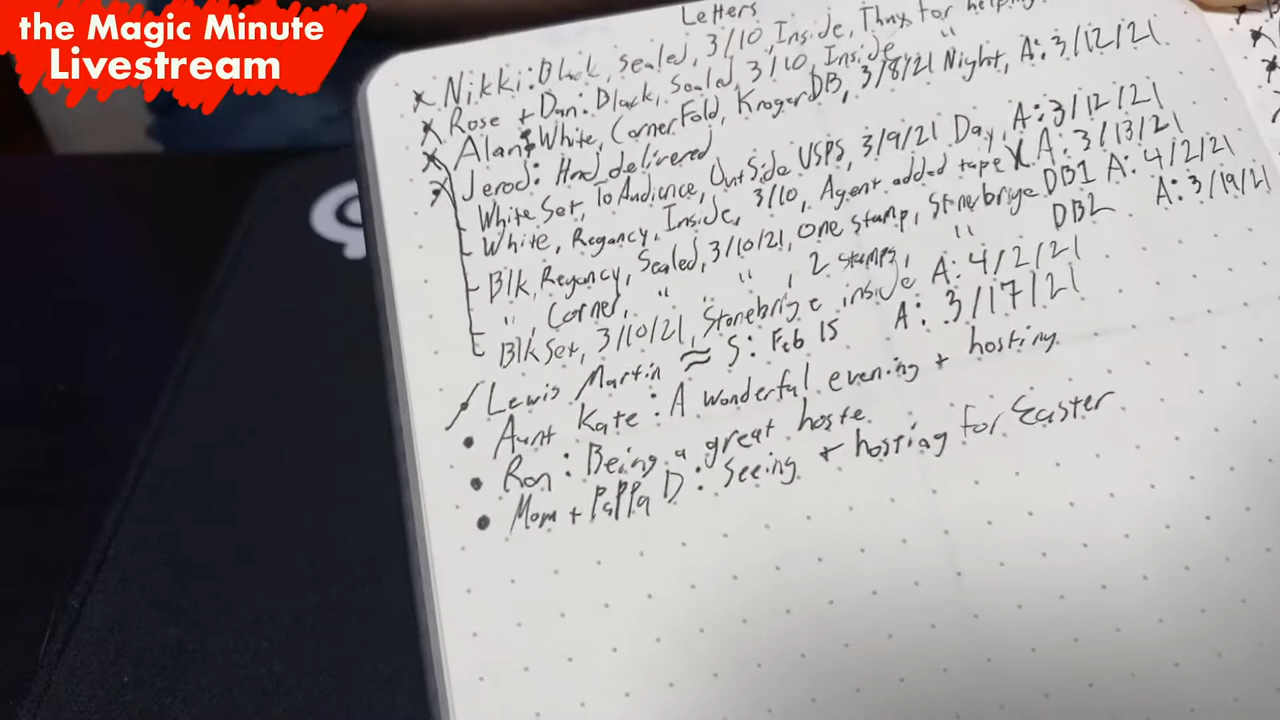 the Magic Minute
Livestream
Letters
x Nikki: Black, Sealed, 3/10, Inside, Thnx for helping
x Rose + Dan: Black, Sealed, 3/10, Inside "
x Alan: White, Corner Fold, Kroger DB, 3/8/21 Night, A: 3/12/21
x Jerod: Hand delivered
White Set, To Audience, OutSide USPS, 3/9/21 Day, A: 3/12/21
White, Regancy, Inside, 3/10, Agent added tape X A: 3/13/21
Blk, Regancy, Sealed, 3/10/21, One stamp, Stonebrige DB1 A: 4/2/21
", Corner, " " , 2 stamps, " DB2 A: 3/19/21
Blk Set, 3/10/21, Stonebrige inside A: 4/2/21
Lewis Martin ≈ S: Feb 15 A: 3/17/21
• Aunt Kate: A wonderful evening + hosting
• Ron: Being a great hoste
• Mom + Pappa D: Seeing + hosting for Easter